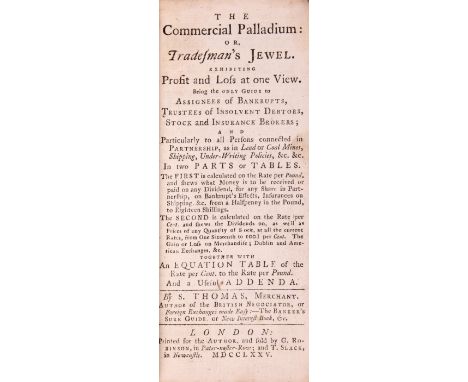 THE
Commercial Palladium:
OR,
Tradeſman's JEWEL.
EXHIBITING
Profit and Loſs at one View.
Being the ONLY GUIDE to
ASSIGNEES OF BANKRUPTS,
TRUSTEES OF INSOLVENT DEBTORS,
STOCK and INSURANCE BROKERS;
AND
Particularly to all Perſons connected in
PARTNERSHIP, as in Lead or Coal Mines,
Shipping, Under-Writing Policies, &c. &c.
In two PARTS or TABLES.
The FIRST is calculated on the Rate per Pound,
and ſhews what Money is to be received or
paid on any Dividend, for any Share in Part-
nerſhip, on Bankrupt's Effects, Inſurances on
Shipping &c. from a Halfpenny in the Pound,
to Eighteen Shillings.
The SECOND is calculated on the Rate per
Cent. and ſhews the Dividends on, as well as
Prices of any Quantity of Stock, at all the current
Rates, from One Sixteenth to 1001 per Cent. The
Gain or Loſs on Merchandiſe; Dublin and Ame-
rican Exchanges, &c.
TOGETHER WITH
An EQUATION TABLE of the
Rate per Cent. to the Rate per Pound.
And a Uſeful ADDENDA.
By S. THOMAS, MERCHANT.
AUTHOR of the BRITISH NEGOCIATOR, or
Foreign Exchanges made Eaſy:—The BANKER'S
SURE GUIDE, or New Intereſt Book, &c.
LONDON:
Printed for the AUTHOR, and ſold by G. RO-
BINSON, in Pater-noſter-Row; and T. SLACK,
in Newcaſtle. MDCCLXXV.